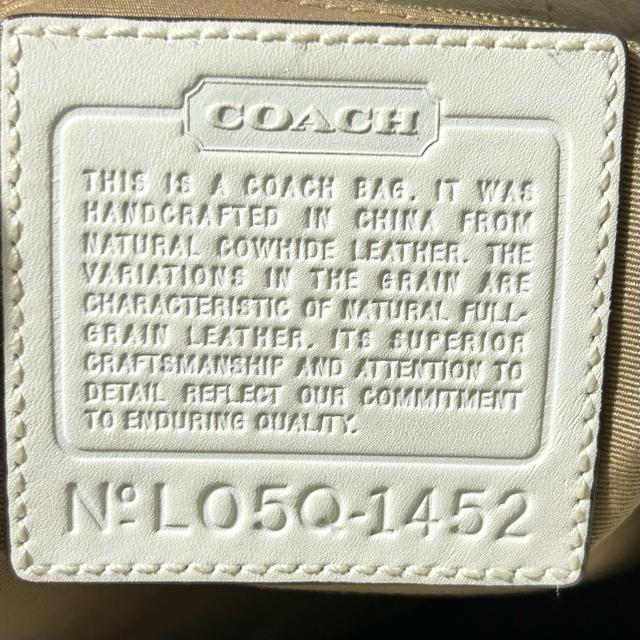 COACH
THIS IS A COACH BAG. IT WAS
HANDCRAFTED IN CHINA FROM
NATURAL COWHIDE LEATHER. THE
VARIATIONS IN THE GRAIN ARE
CHARACTERISTIC OF NATURAL FULL-
GRAIN LEATHER. ITS SUPERIOR
CRAFTSMANSHIP AND ATTENTION TO
DETAIL REFLECT OUR COMMITMENT
TO ENDURING QUALITY.
Nº LO5Q-1452